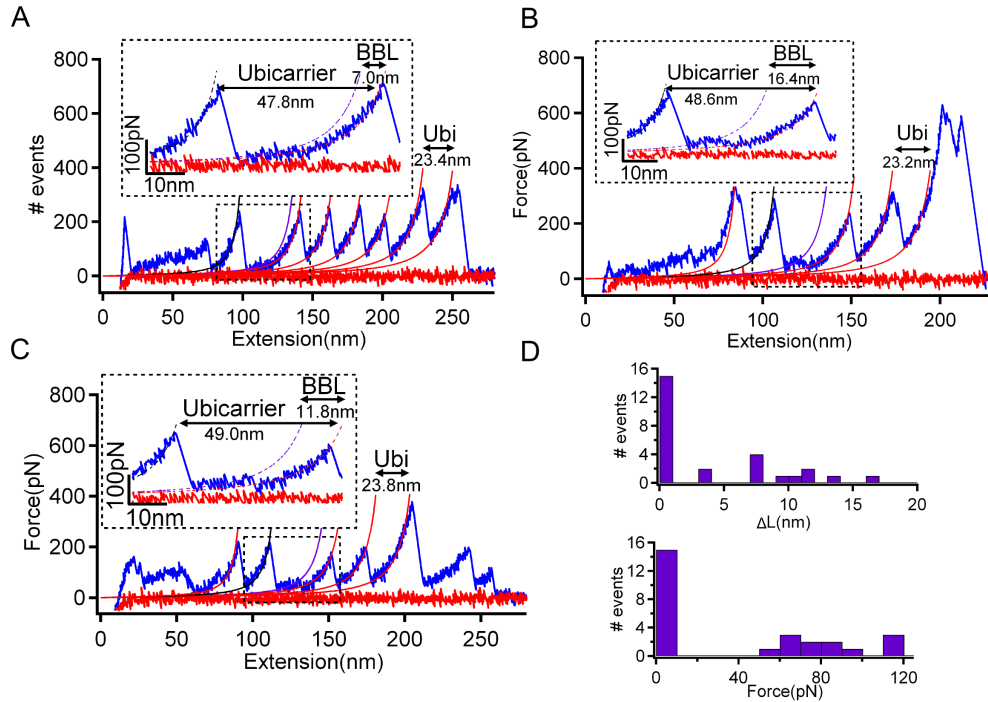 A
800
600
400
200
0
# events
0
50
100
150
200
250
Extension(nm)
BBL
7.0nm
Ubicarrier
47.8nm
100pN
10nm
Ubi
23.4nm
B
800
600
400
200
0
Force(pN)
0
50
100
150
200
Extension(nm)
BBL
16.4nm
Ubicarrier
48.6nm
100pN
10nm
Ubi
23.2nm
C
800
600
400
200
0
Force(pN)
0
50
100
150
200
250
Extension(nm)
BBL
11.8nm
Ubicarrier
49.0nm
100pN
10nm
Ubi
23.8nm
D
16
12
8
4
0
# events
0
5
10
15
20
ΔL(nm)
16
12
8
4
0
# events
0
40
80
120
Force(pN)